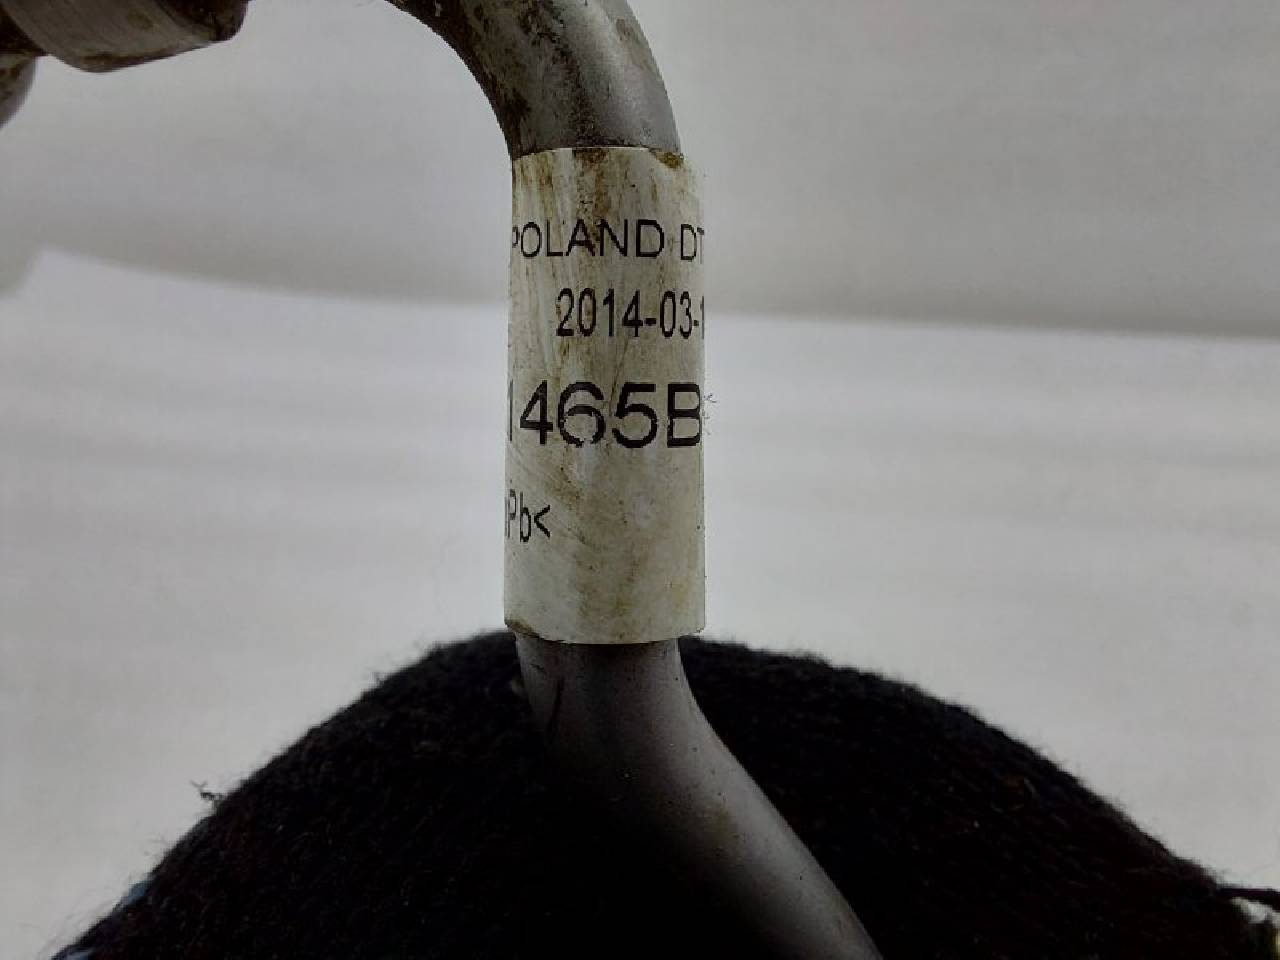 POLAND DT
2014-03-1
1465B
Pb<